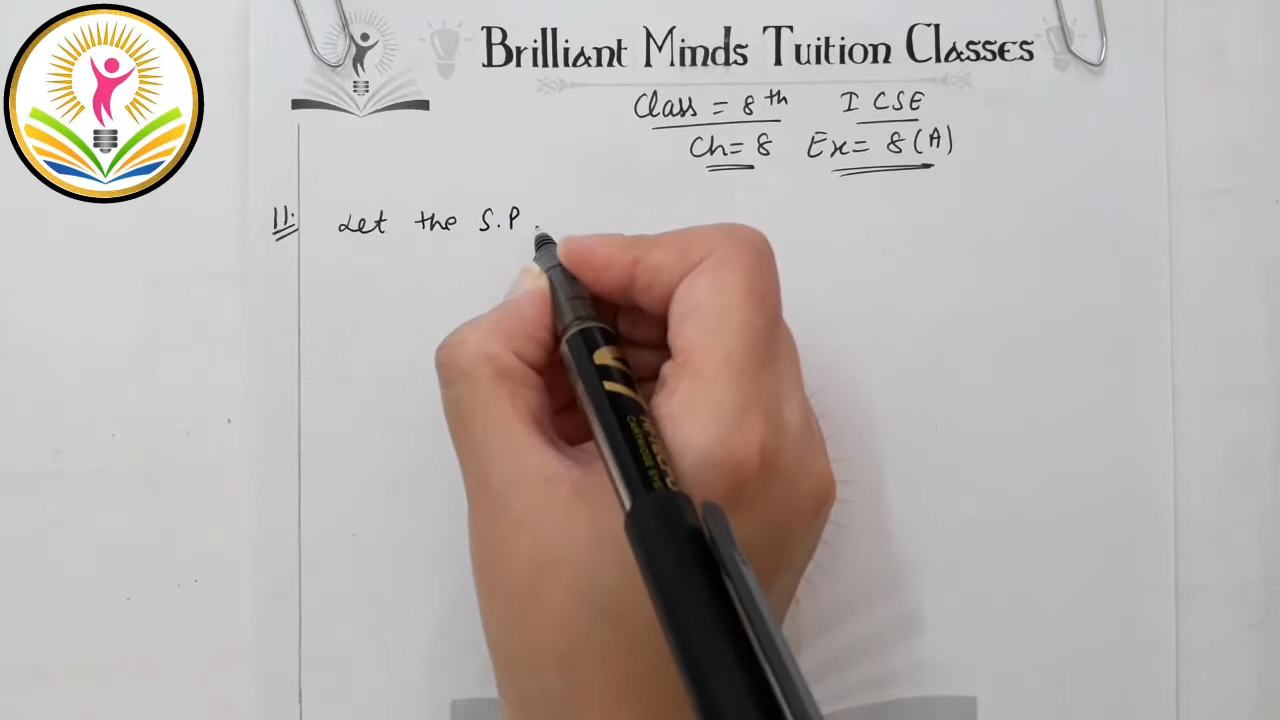 Brilliant Minds Tuition Classes
Class = 8th ICSE
Ch = 8 Ex = 8(A)
11. Let the S.P.